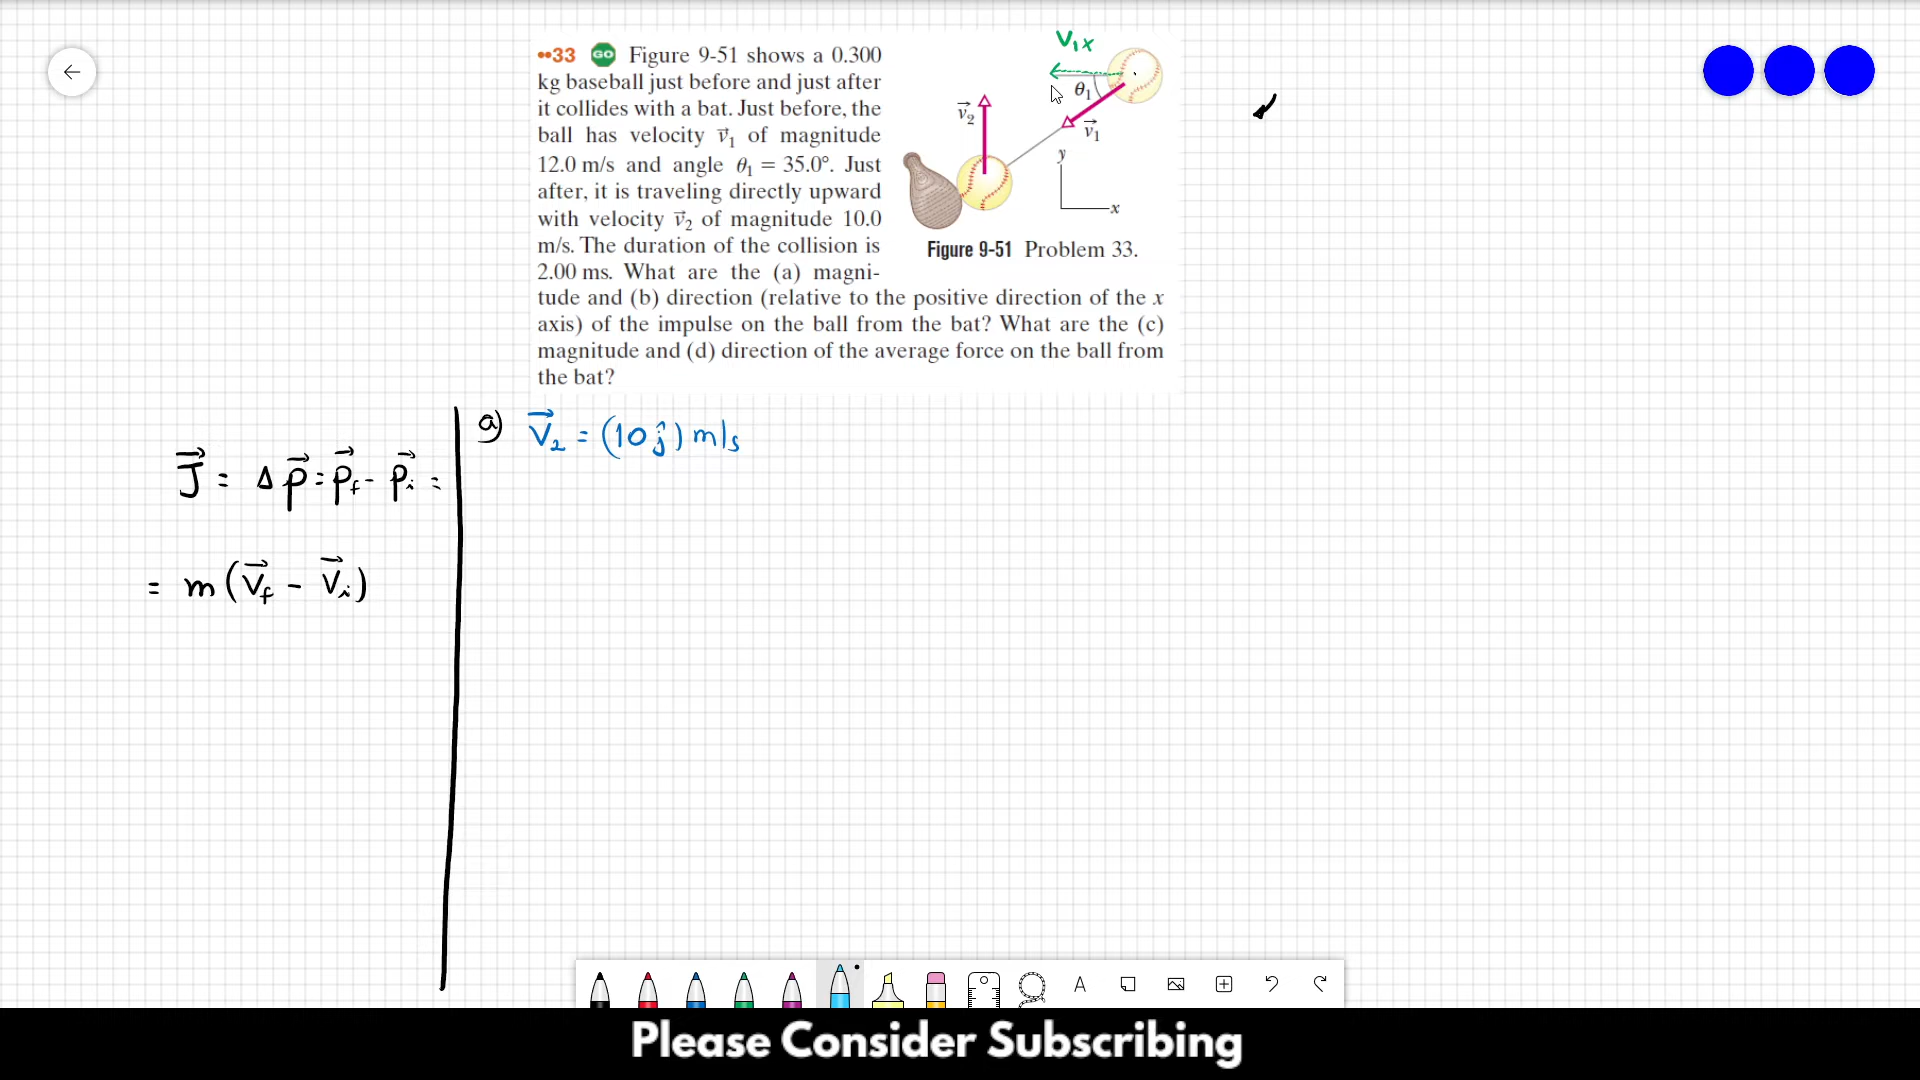 ••33 GO Figure 9-51 shows a 0.300
kg baseball just before and just after
it collides with a bat. Just before, the
ball has velocity v⃗₁ of magnitude
12.0 m/s and angle θ₁ = 35.0°. Just
after, it is traveling directly upward
with velocity v⃗₂ of magnitude 10.0
m/s. The duration of the collision is
2.00 ms. What are the (a) magni-
tude and (b) direction (relative to the positive direction of the x
axis) of the impulse on the ball from the bat? What are the (c)
magnitude and (d) direction of the average force on the ball from
the bat?
V₁x
θ₁
v⃗₂
v⃗₁
y
x
Figure 9-51 Problem 33.
J⃗ = Δp⃗ = p⃗f - p⃗i =
= m(v⃗f - v⃗i)
a) v⃗₂ = (10ĵ) m/s
A
Please Consider Subscribing